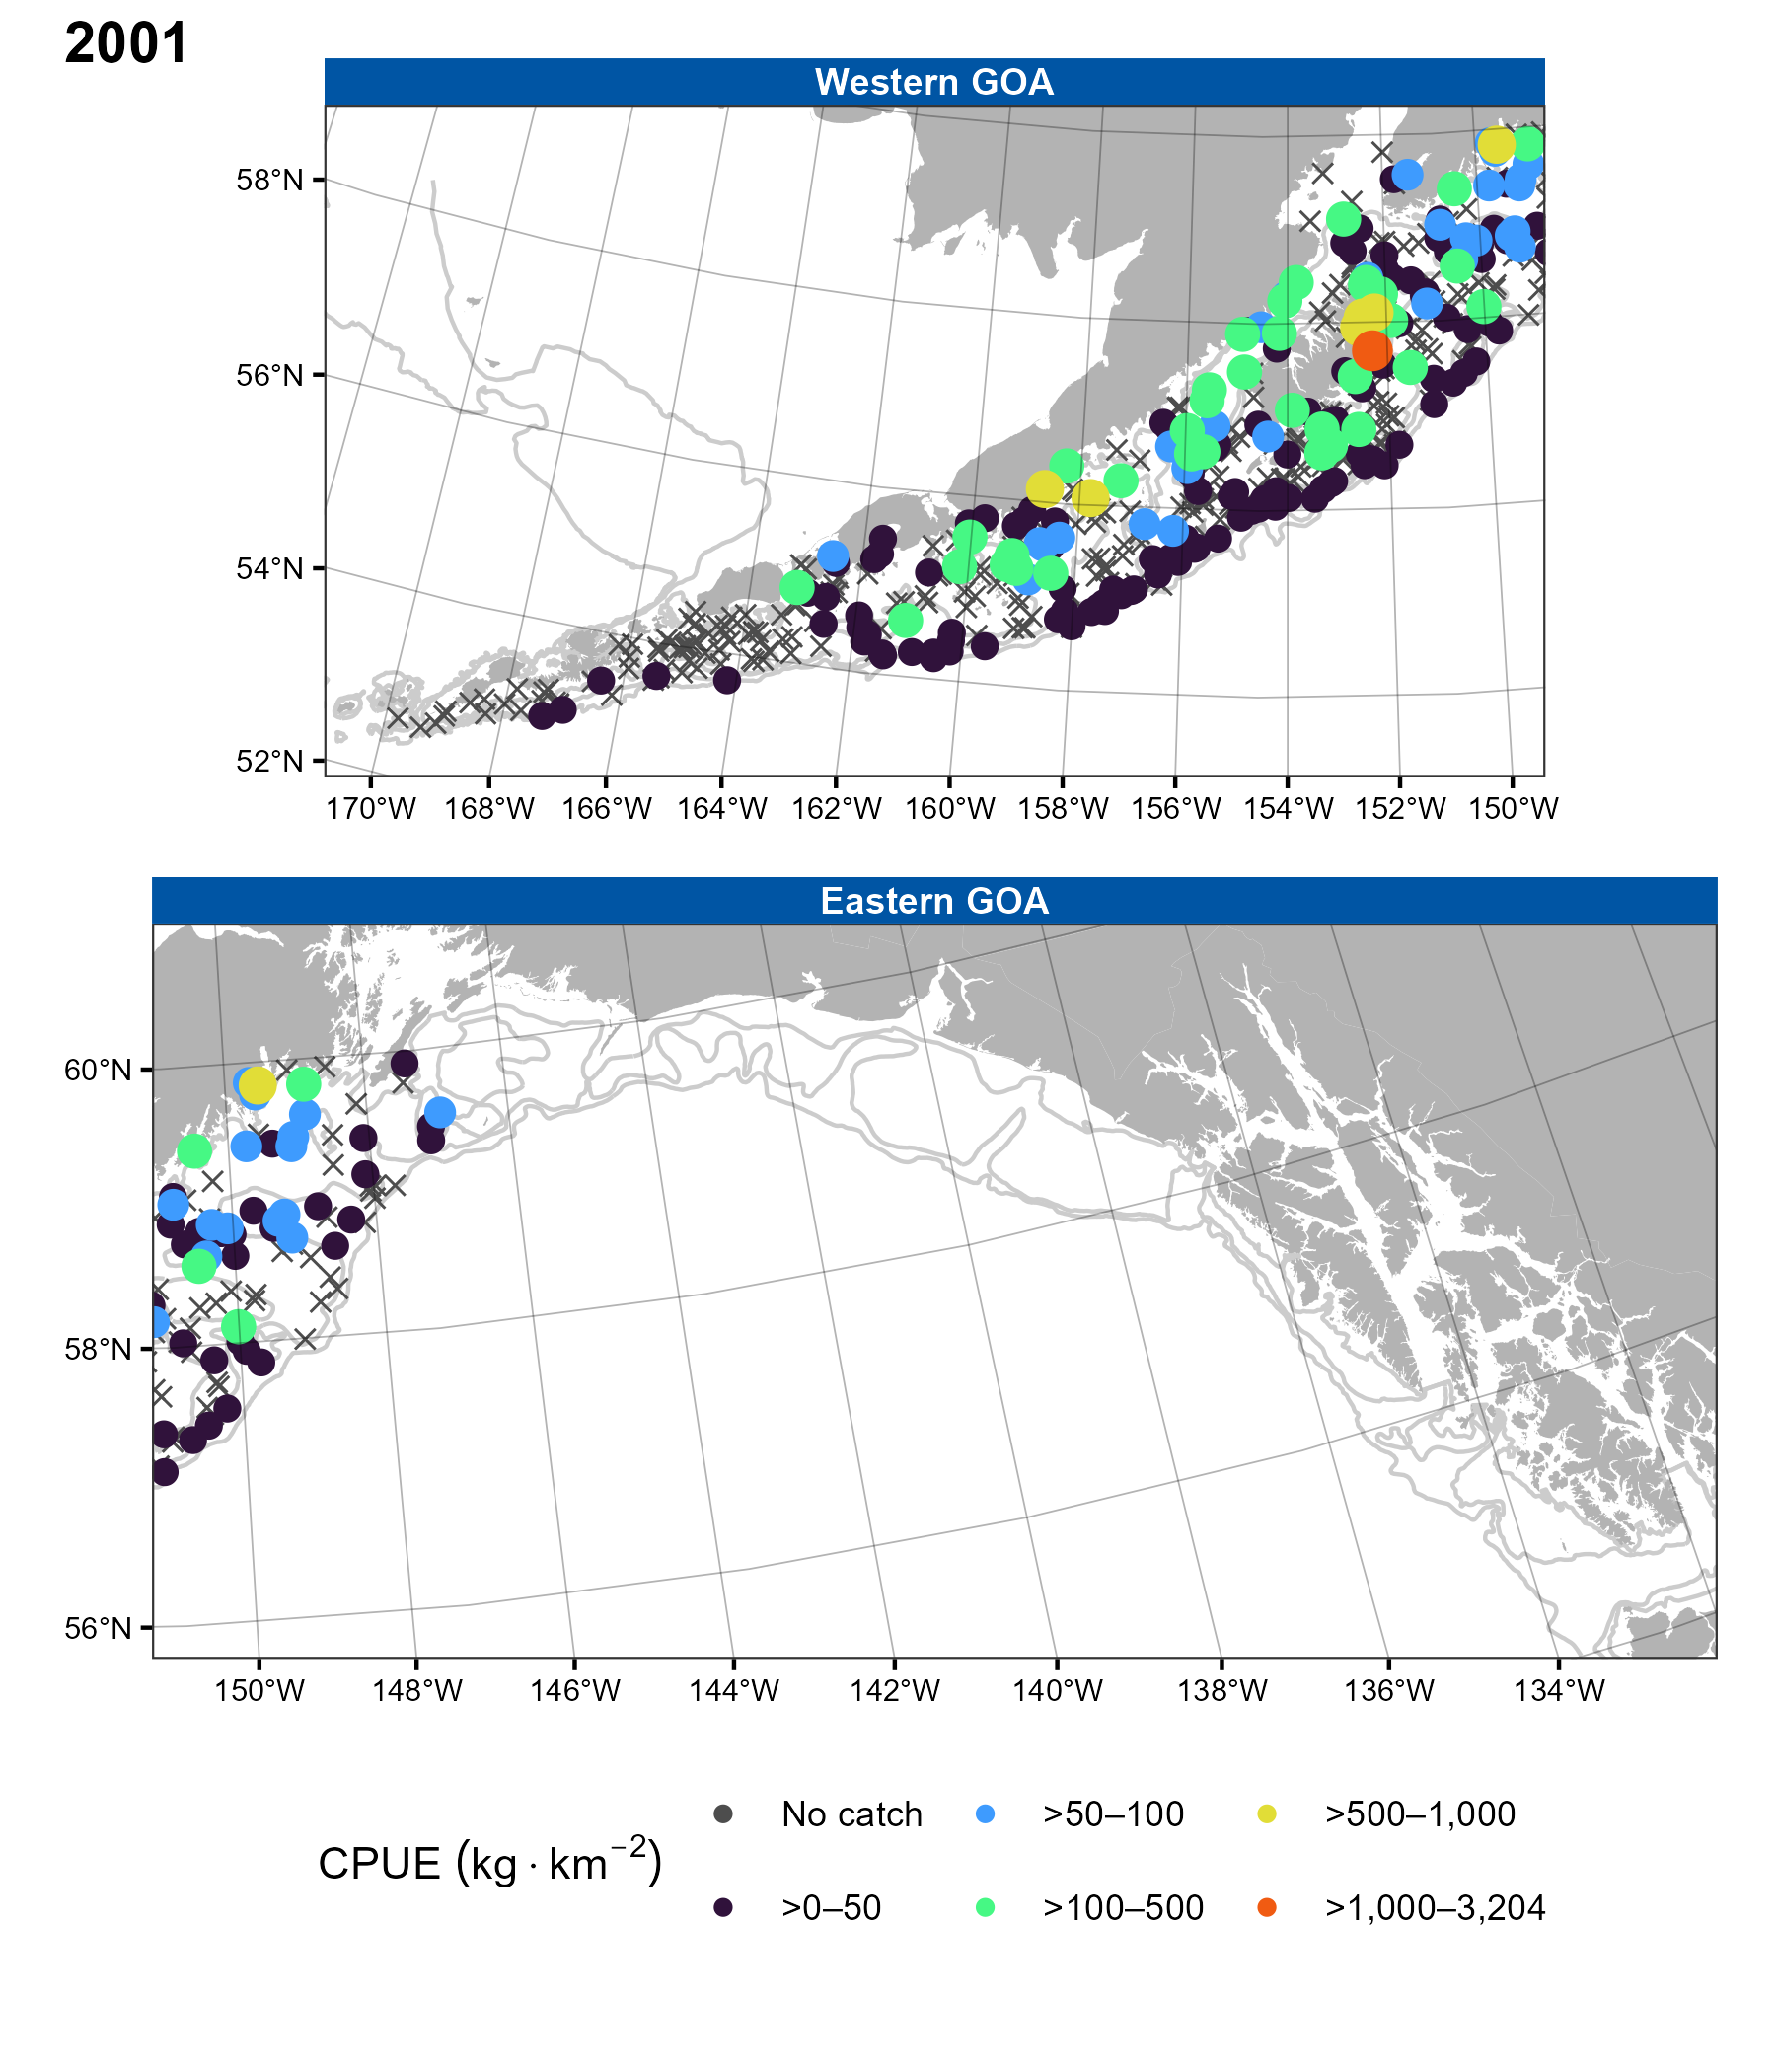 2001
Western GOA
58°N
56°N
54°N
52°N
170°W 168°W 166°W 164°W 162°W 160°W 158°W 156°W 154°W 152°W 150°W
Eastern GOA
60°N
58°N
56°N
150°W 148°W 146°W 144°W 142°W 140°W 138°W 136°W 134°W
No catch >50–100 >500–1,000
CPUE (kg · km⁻²)
>0–50 >100–500 >1,000–3,204